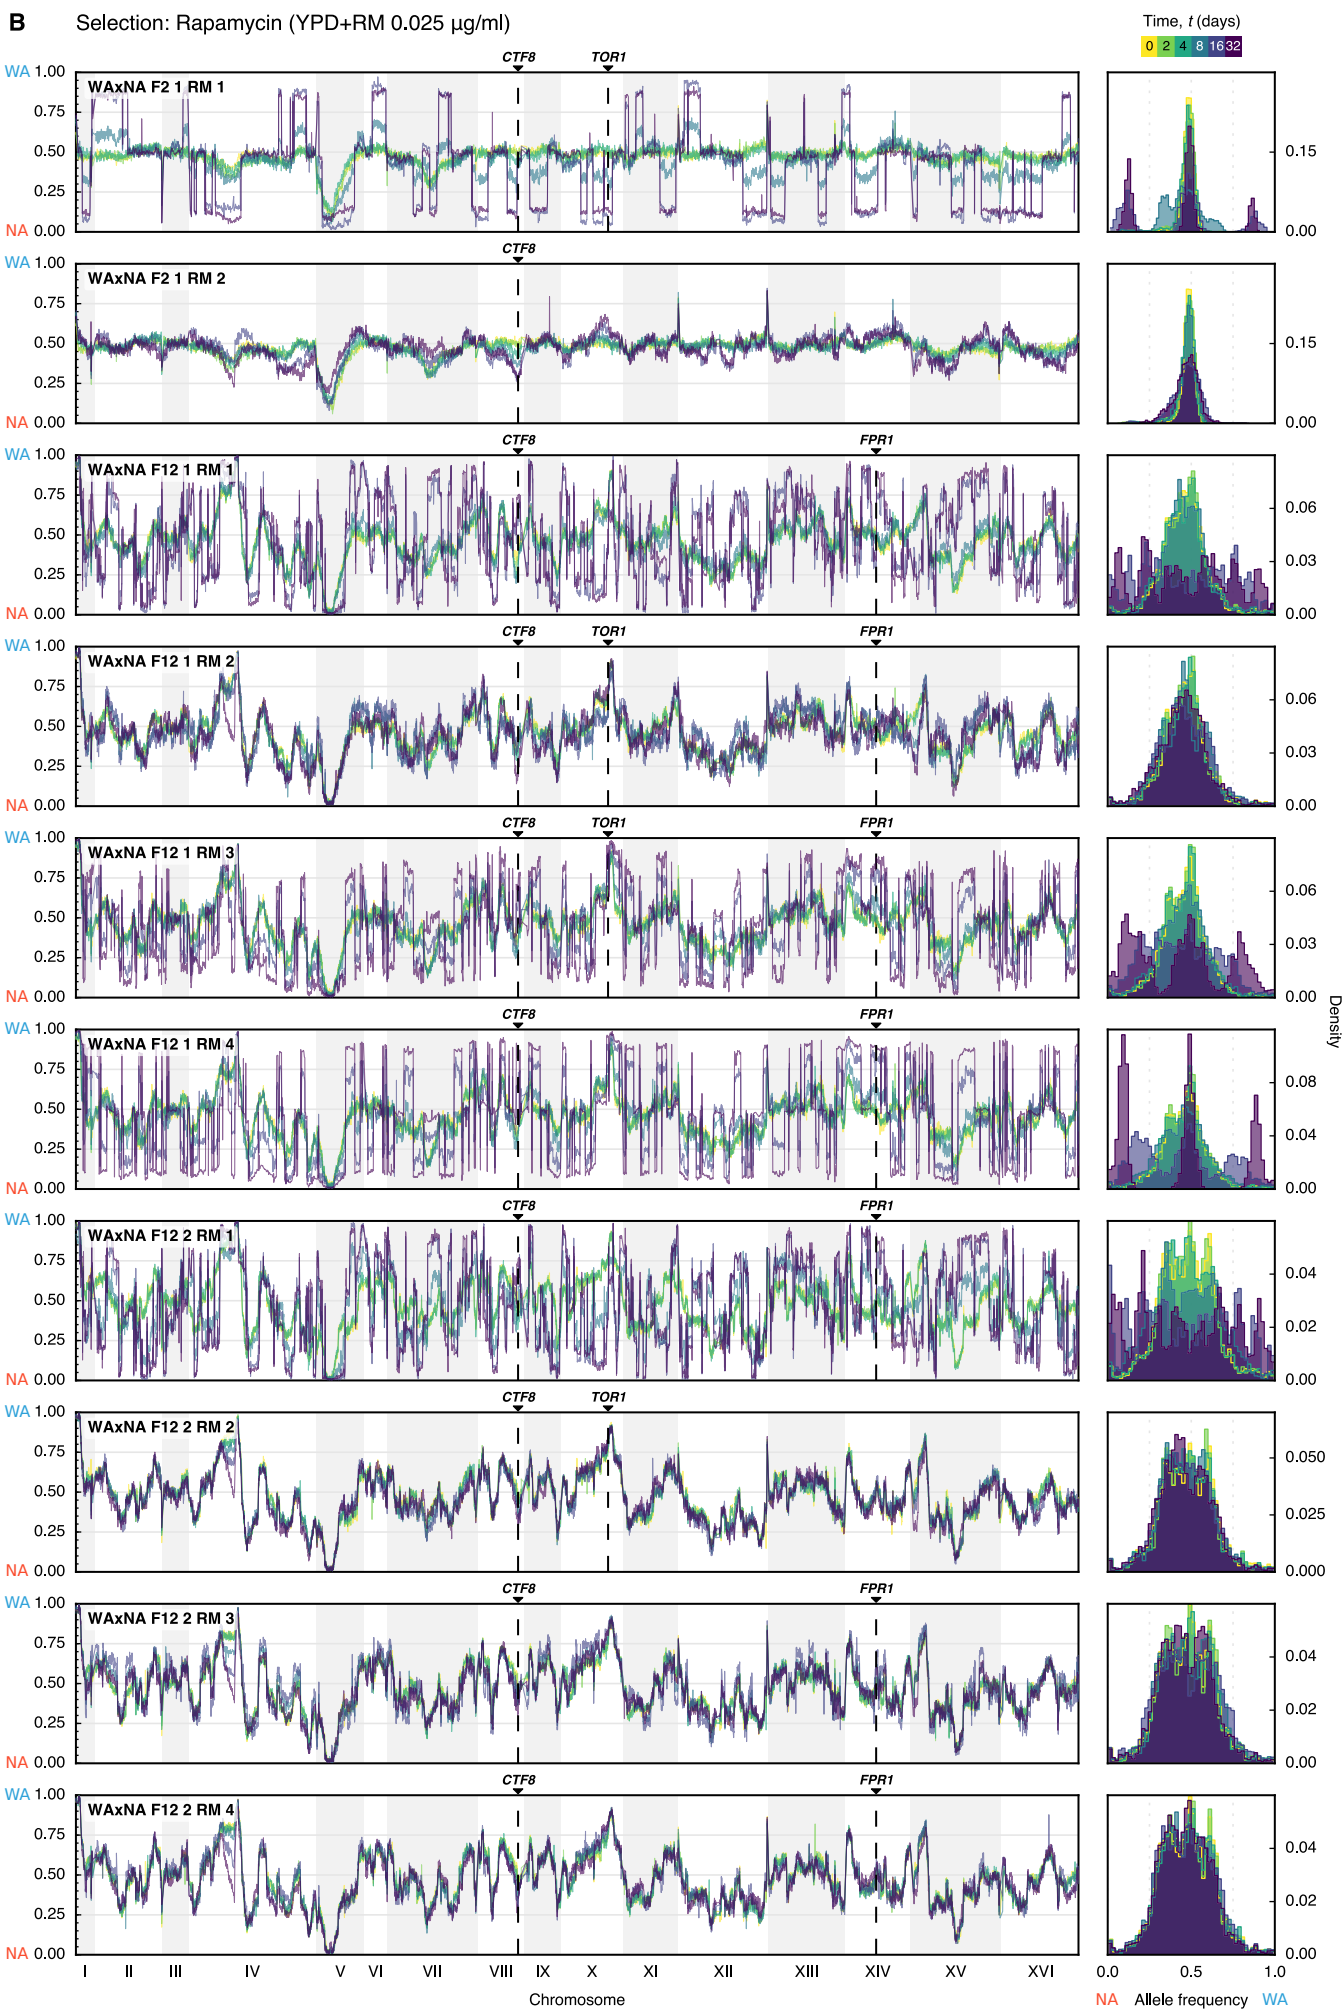 B Selection: Rapamycin (YPD+RM 0.025 µg/ml)
Time, t (days)
0 2 4 8 16 32
CTF8 TOR1
WA 1.00
WAxNA F2 1 RM 1
0.75
0.50
0.25
NA 0.00
0.15
0.00
CTF8
WA 1.00
WAxNA F2 1 RM 2
0.75
0.50
0.25
NA 0.00
0.15
0.00
CTF8 FPR1
WA 1.00
WAxNA F12 1 RM 1
0.75
0.50
0.25
NA 0.00
0.06
0.03
0.00
CTF8 TOR1 FPR1
WA 1.00
WAxNA F12 1 RM 2
0.75
0.50
0.25
NA 0.00
0.06
0.03
0.00
CTF8 TOR1 FPR1
WA 1.00
WAxNA F12 1 RM 3
0.75
0.50
0.25
NA 0.00
0.06
0.03
0.00
Density
CTF8 FPR1
WA 1.00
WAxNA F12 1 RM 4
0.75
0.50
0.25
NA 0.00
0.08
0.04
0.00
CTF8 FPR1
WA 1.00
WAxNA F12 2 RM 1
0.75
0.50
0.25
NA 0.00
0.04
0.02
0.00
CTF8 TOR1
WA 1.00
WAxNA F12 2 RM 2
0.75
0.50
0.25
NA 0.00
0.050
0.025
0.000
CTF8 FPR1
WA 1.00
WAxNA F12 2 RM 3
0.75
0.50
0.25
NA 0.00
0.04
0.02
0.00
CTF8 FPR1
WA 1.00
WAxNA F12 2 RM 4
0.75
0.50
0.25
NA 0.00
0.04
0.02
0.00
I II III IV V VI VII VIII IX X XI XII XIII XIV XV XVI
Chromosome
0.0 0.5 1.0
NA Allele frequency WA